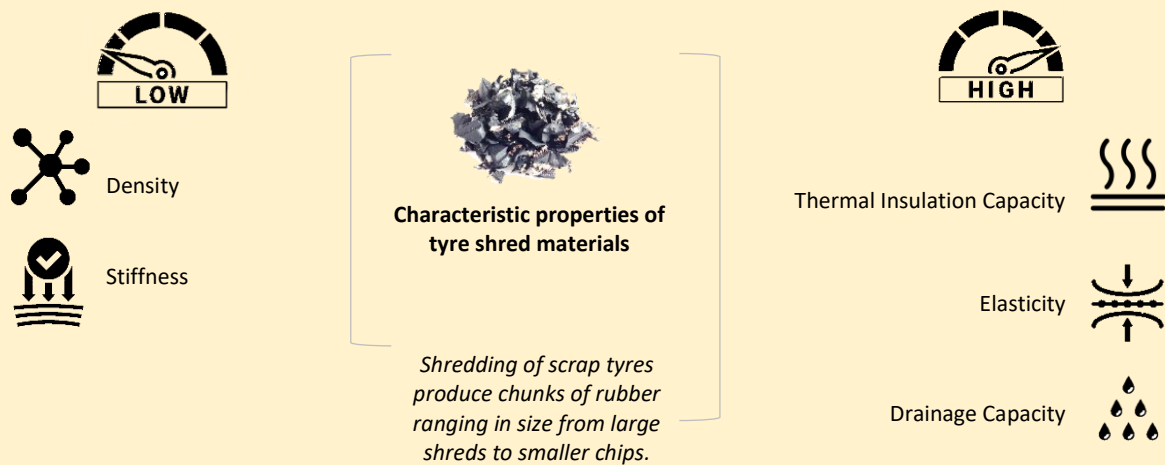 LOW
Density
Stiffness
Characteristic properties of
tyre shred materials
Shredding of scrap tyres
produce chunks of rubber
ranging in size from large
shreds to smaller chips.
HIGH
Thermal Insulation Capacity
Elasticity
Drainage Capacity